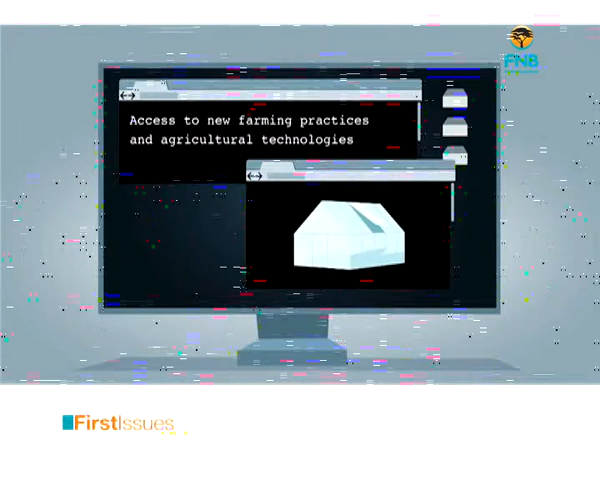 FNB
Access to new farming practices
and agricultural technologies
FirstIssues